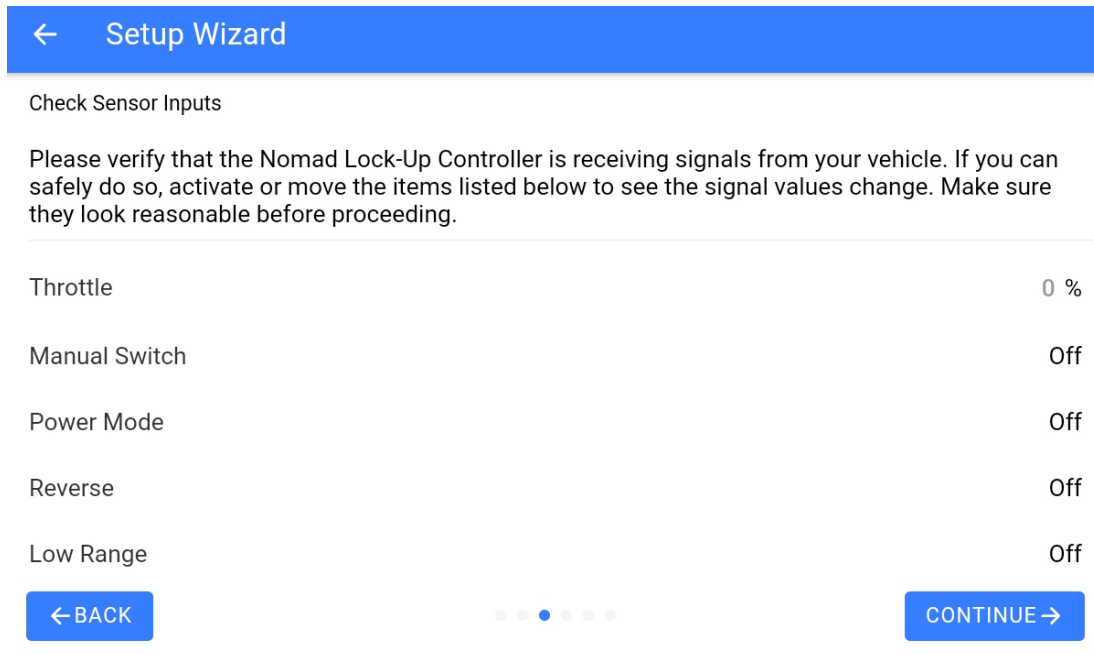 Setup Wizard
Check Sensor Inputs
Please verify that the Nomad Lock-Up Controller is receiving signals from your vehicle. If you can
safely do so, activate or move the items listed below to see the signal values change. Make sure
they look reasonable before proceeding.
Throttle 0 %
Manual Switch Off
Power Mode Off
Reverse Off
Low Range Off
BACK CONTINUE